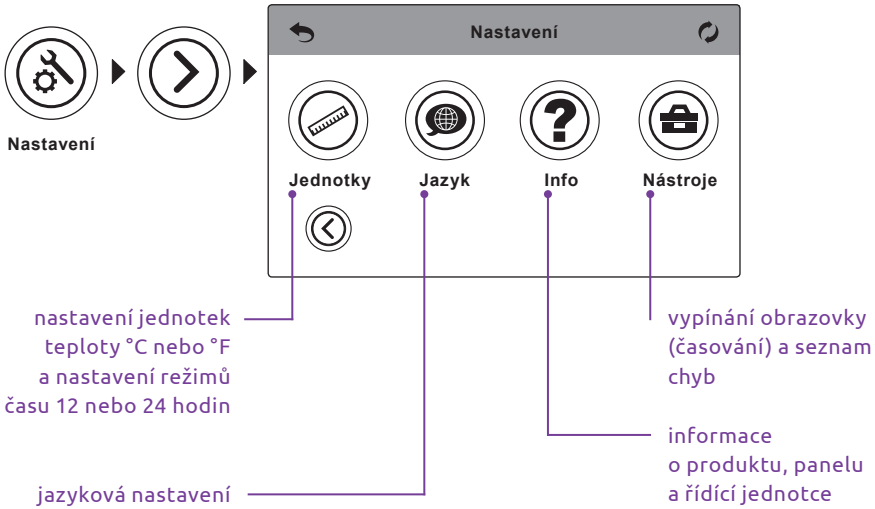 Nastavení
Nastavení
Jednotky
Jazyk
Info
Nástroje
nastavení jednotek
teploty °C nebo °F
a nastavení režimů
času 12 nebo 24 hodin
jazyková nastavení
vypínání obrazovky
(časování) a seznam
chyb
informace
o produktu, panelu
a řídící jednotce